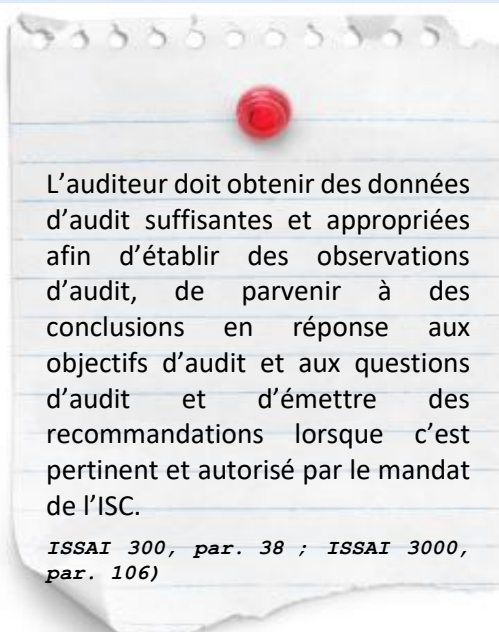 L’auditeur doit obtenir des données
d’audit suffisantes et appropriées
afin d’établir des observations
d’audit, de parvenir à des
conclusions en réponse aux
objectifs d’audit et aux questions
d’audit et d’émettre des
recommandations lorsque c’est
pertinent et autorisé par le mandat
de l’ISC.
ISSAI 300, par. 38 ; ISSAI 3000,
par. 106)